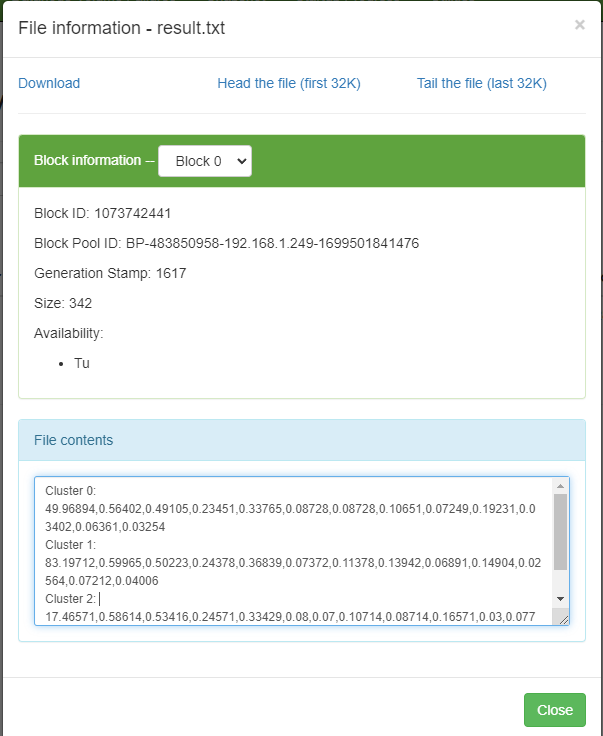 File information - result.txt
×
Download Head the file (first 32K) Tail the file (last 32K)
Block information -- Block 0
Block ID: 1073742441
Block Pool ID: BP-483850958-192.168.1.249-1699501841476
Generation Stamp: 1617
Size: 342
Availability:
• Tu
File contents
Cluster 0:
49.96894,0.56402,0.49105,0.23451,0.33765,0.08728,0.08728,0.10651,0.07249,0.19231,0.0
3402,0.06361,0.03254
Cluster 1:
83.19712,0.59965,0.50223,0.24378,0.36839,0.07372,0.11378,0.13942,0.06891,0.14904,0.02
564,0.07212,0.04006
Cluster 2:
17.46571,0.58614,0.53416,0.24571,0.33429,0.08,0.07,0.10714,0.08714,0.16571,0.03,0.077
Close